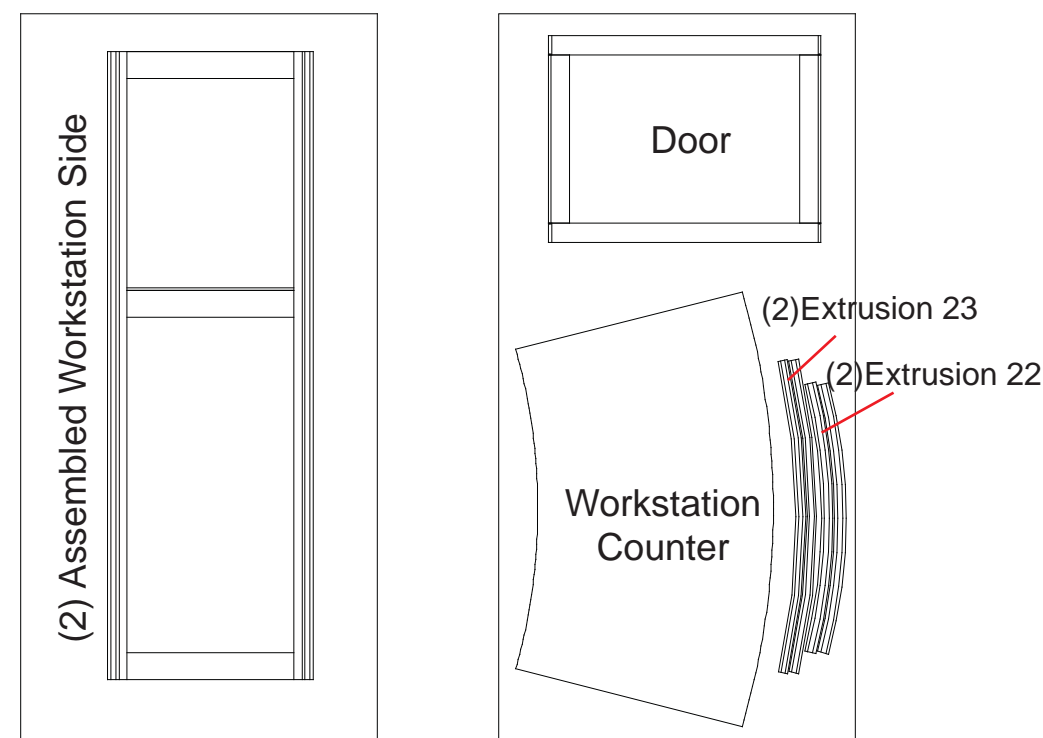 (2) Assembled Workstation Side
Door
(2)Extrusion 23
(2)Extrusion 22
Workstation
Counter